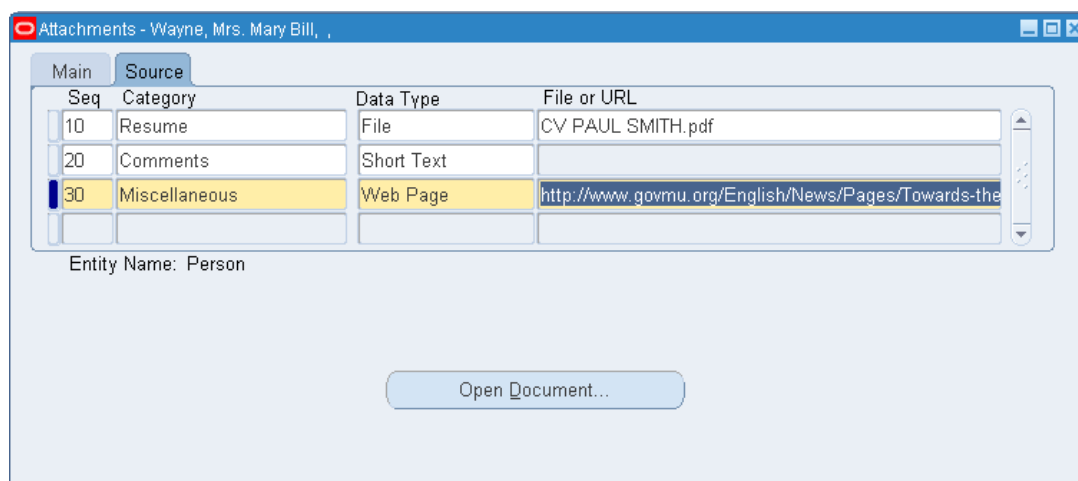 Attachments - Wayne, Mrs. Mary Bill, ,
Main Source
Seq Category Data Type File or URL
10 Resume File CV PAUL SMITH.pdf
20 Comments Short Text
30 Miscellaneous Web Page http://www.govmu.org/English/News/Pages/Towards-the
Entity Name: Person
Open Document...